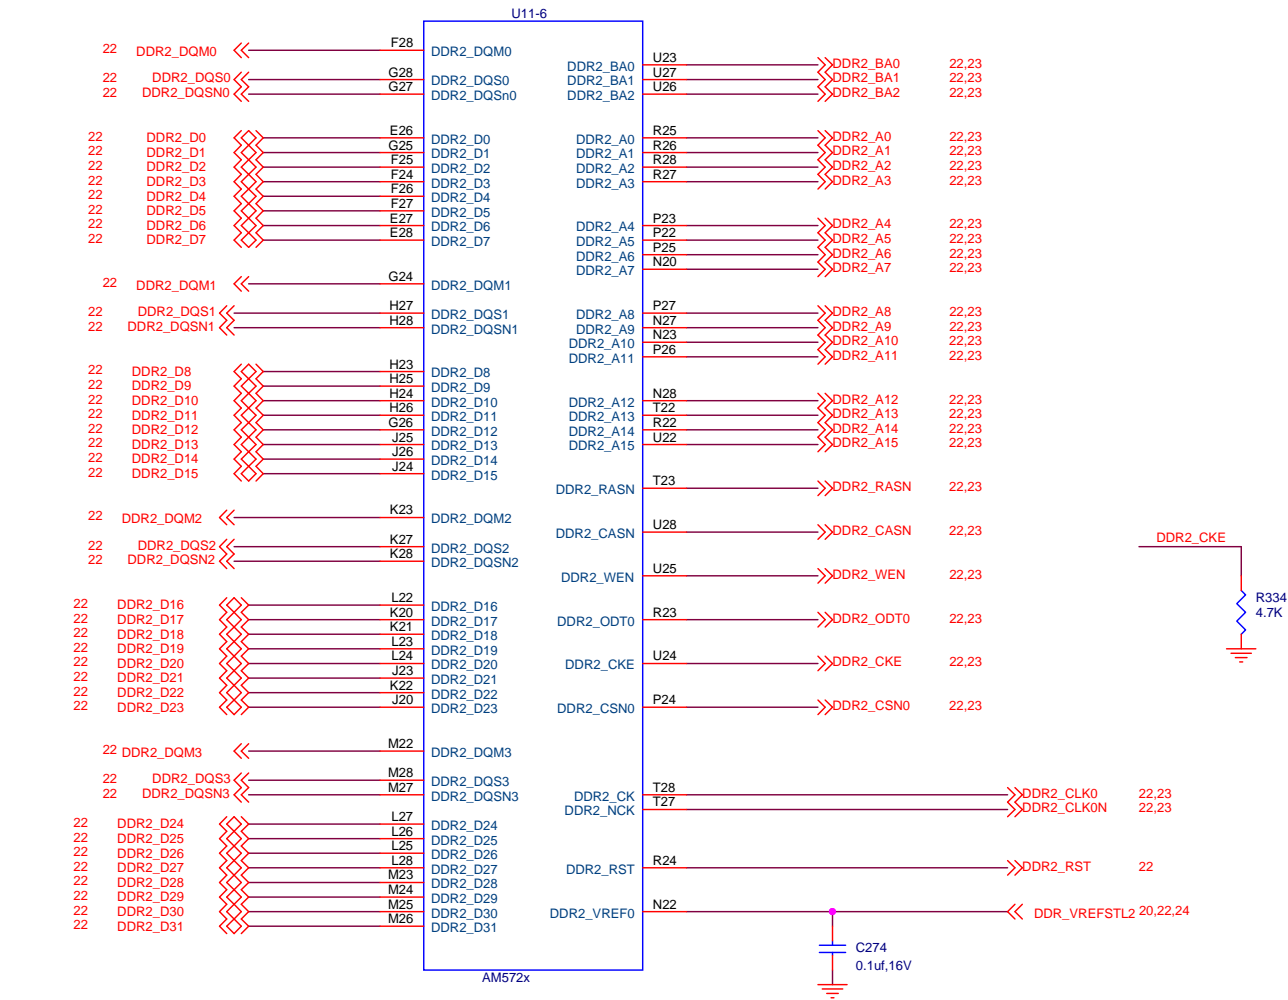 U11-6
22 DDR2_DQM0 F28 DDR2_DQM0
22 DDR2_DQS0 G28 DDR2_DQS0
22 DDR2_DQSN0 G27 DDR2_DQSn0
22 DDR2_D0 E26 DDR2_D0
22 DDR2_D1 G25 DDR2_D1
22 DDR2_D2 F25 DDR2_D2
22 DDR2_D3 F24 DDR2_D3
22 DDR2_D4 F26 DDR2_D4
22 DDR2_D5 F27 DDR2_D5
22 DDR2_D6 E27 DDR2_D6
22 DDR2_D7 E28 DDR2_D7
22 DDR2_DQM1 G24 DDR2_DQM1
22 DDR2_DQS1 H27 DDR2_DQS1
22 DDR2_DQSN1 H28 DDR2_DQSN1
22 DDR2_D8 H23 DDR2_D8
22 DDR2_D9 H25 DDR2_D9
22 DDR2_D10 H24 DDR2_D10
22 DDR2_D11 H26 DDR2_D11
22 DDR2_D12 G26 DDR2_D12
22 DDR2_D13 J25 DDR2_D13
22 DDR2_D14 J26 DDR2_D14
22 DDR2_D15 J24 DDR2_D15
22 DDR2_DQM2 K23 DDR2_DQM2
22 DDR2_DQS2 K27 DDR2_DQS2
22 DDR2_DQSN2 K28 DDR2_DQSN2
22 DDR2_D16 L22 DDR2_D16
22 DDR2_D17 K20 DDR2_D17
22 DDR2_D18 K21 DDR2_D18
22 DDR2_D19 L23 DDR2_D19
22 DDR2_D20 L24 DDR2_D20
22 DDR2_D21 J23 DDR2_D21
22 DDR2_D22 K22 DDR2_D22
22 DDR2_D23 J20 DDR2_D23
22 DDR2_DQM3 M22 DDR2_DQM3
22 DDR2_DQS3 M28 DDR2_DQS3
22 DDR2_DQSN3 M27 DDR2_DQSN3
22 DDR2_D24 L27 DDR2_D24
22 DDR2_D25 L26 DDR2_D25
22 DDR2_D26 L25 DDR2_D26
22 DDR2_D27 L28 DDR2_D27
22 DDR2_D28 M23 DDR2_D28
22 DDR2_D29 M24 DDR2_D29
22 DDR2_D30 M25 DDR2_D30
22 DDR2_D31 M26 DDR2_D31
DDR2_BA0 U23 DDR2_BA0 22,23
DDR2_BA1 U27 DDR2_BA1 22,23
DDR2_BA2 U26 DDR2_BA2 22,23
DDR2_A0 R25 DDR2_A0 22,23
DDR2_A1 R26 DDR2_A1 22,23
DDR2_A2 R28 DDR2_A2 22,23
DDR2_A3 R27 DDR2_A3 22,23
DDR2_A4 P23 DDR2_A4 22,23
DDR2_A5 P22 DDR2_A5 22,23
DDR2_A6 P25 DDR2_A6 22,23
DDR2_A7 N20 DDR2_A7 22,23
DDR2_A8 P27 DDR2_A8 22,23
DDR2_A9 N27 DDR2_A9 22,23
DDR2_A10 N23 DDR2_A10 22,23
DDR2_A11 P26 DDR2_A11 22,23
DDR2_A12 N28 DDR2_A12 22,23
DDR2_A13 T22 DDR2_A13 22,23
DDR2_A14 R22 DDR2_A14 22,23
DDR2_A15 U22 DDR2_A15 22,23
DDR2_RASN T23 DDR2_RASN 22,23
DDR2_CASN U28 DDR2_CASN 22,23
DDR2_WEN U25 DDR2_WEN 22,23
DDR2_ODT0 R23 DDR2_ODT0 22,23
DDR2_CKE U24 DDR2_CKE 22,23
DDR2_CSN0 P24 DDR2_CSN0 22,23
DDR2_CK T28 DDR2_CLK0 22,23
DDR2_NCK T27 DDR2_CLK0N 22,23
DDR2_RST R24 DDR2_RST 22
DDR2_VREF0 N22 DDR_VREFSTL2 20,22,24
C274
0.1uf,16V
AM572x
DDR2_CKE
R334
4.7K